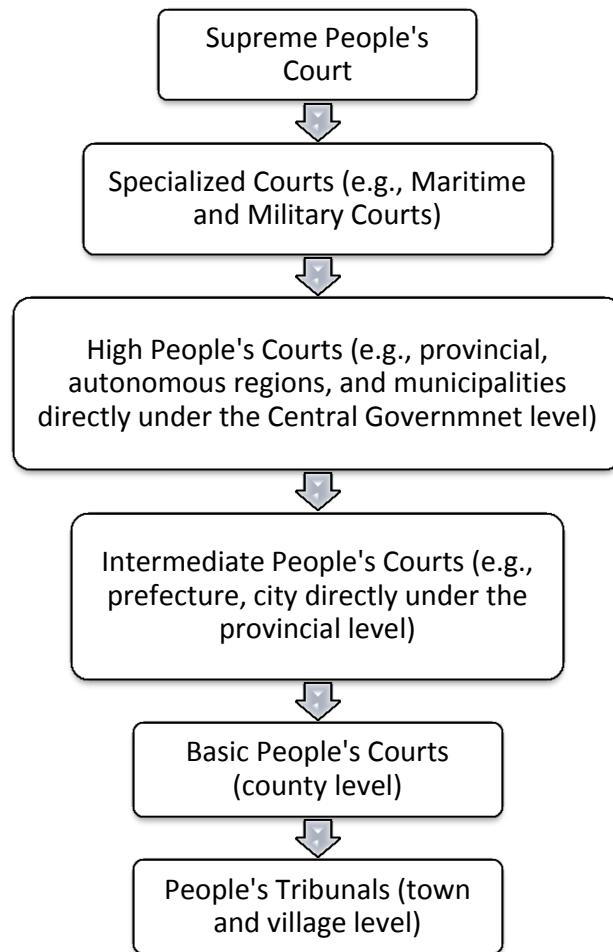 Supreme People's
Court
Specialized Courts (e.g., Maritime
and Military Courts)
High People's Courts (e.g., provincial,
autonomous regions, and municipalities
directly under the Central Governmnet level)
Intermediate People's Courts (e.g.,
prefecture, city directly under the
provincial level)
Basic People's Courts
(county level)
People's Tribunals (town
and village level)